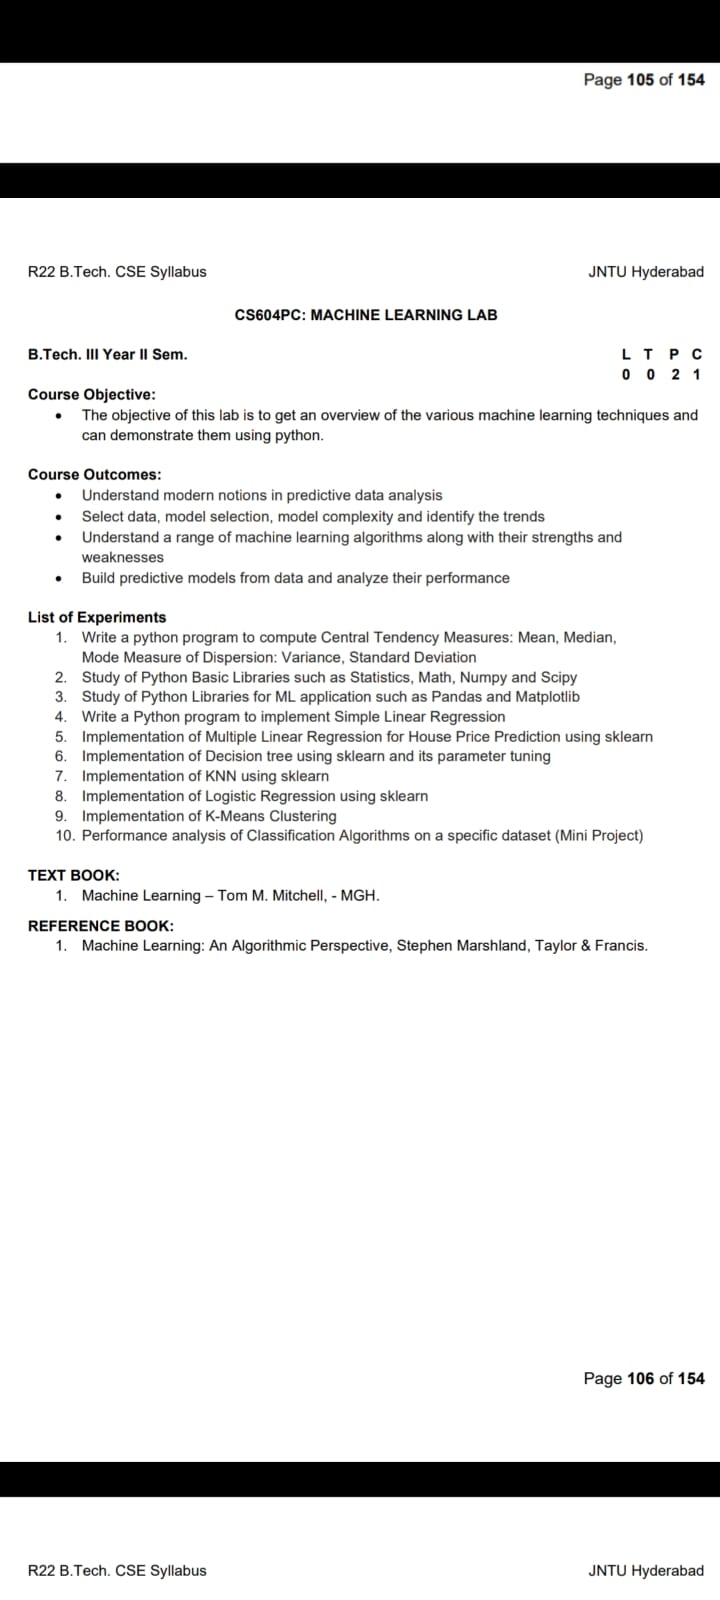 Page 105 of 154
R22 B.Tech. CSE Syllabus JNTU Hyderabad
CS604PC: MACHINE LEARNING LAB
B.Tech. III Year II Sem. L T P C
0 0 2 1
Course Objective:
• The objective of this lab is to get an overview of the various machine learning techniques and
can demonstrate them using python.
Course Outcomes:
• Understand modern notions in predictive data analysis
• Select data, model selection, model complexity and identify the trends
• Understand a range of machine learning algorithms along with their strengths and
weaknesses
• Build predictive models from data and analyze their performance
List of Experiments
1. Write a python program to compute Central Tendency Measures: Mean, Median,
Mode Measure of Dispersion: Variance, Standard Deviation
2. Study of Python Basic Libraries such as Statistics, Math, Numpy and Scipy
3. Study of Python Libraries for ML application such as Pandas and Matplotlib
4. Write a Python program to implement Simple Linear Regression
5. Implementation of Multiple Linear Regression for House Price Prediction using sklearn
6. Implementation of Decision tree using sklearn and its parameter tuning
7. Implementation of KNN using sklearn
8. Implementation of Logistic Regression using sklearn
9. Implementation of K-Means Clustering
10. Performance analysis of Classification Algorithms on a specific dataset (Mini Project)
TEXT BOOK:
1. Machine Learning – Tom M. Mitchell, - MGH.
REFERENCE BOOK:
1. Machine Learning: An Algorithmic Perspective, Stephen Marshland, Taylor & Francis.
Page 106 of 154
R22 B.Tech. CSE Syllabus JNTU Hyderabad